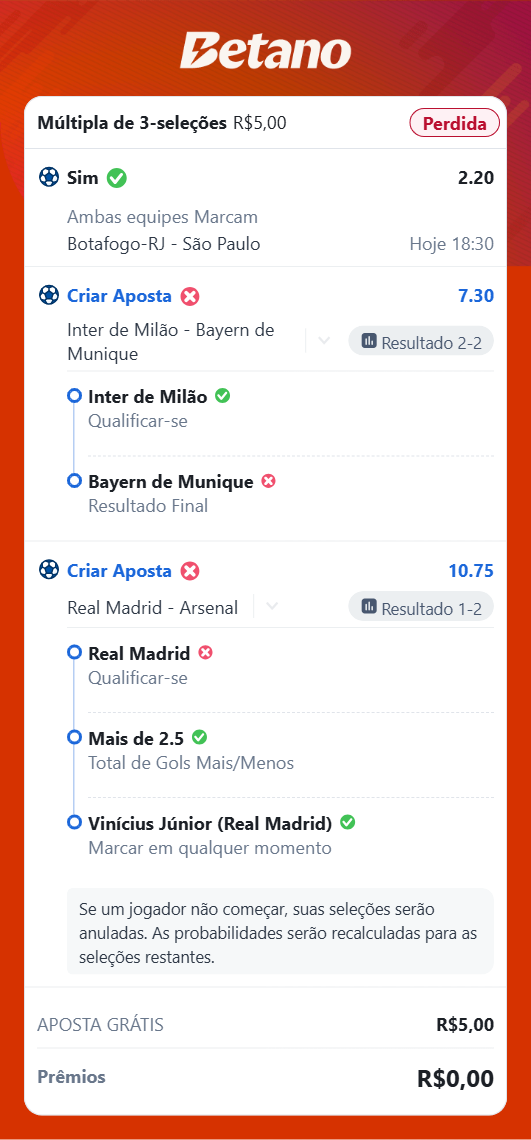 Betano
Múltipla de 3-seleções R$5,00 Perdida
Sim 2.20
Ambas equipes Marcam
Botafogo-RJ - São Paulo Hoje 18:30
Criar Aposta 7.30
Inter de Milão - Bayern de
Munique
Resultado 2-2
Inter de Milão
Qualificar-se
Bayern de Munique
Resultado Final
Criar Aposta 10.75
Real Madrid - Arsenal Resultado 1-2
Real Madrid
Qualificar-se
Mais de 2.5
Total de Gols Mais/Menos
Vinícius Júnior (Real Madrid)
Marcar em qualquer momento
Se um jogador não começar, suas seleções serão
anuladas. As probabilidades serão recalculadas para as
seleções restantes.
APOSTA GRÁTIS R$5,00
Prêmios R$0,00